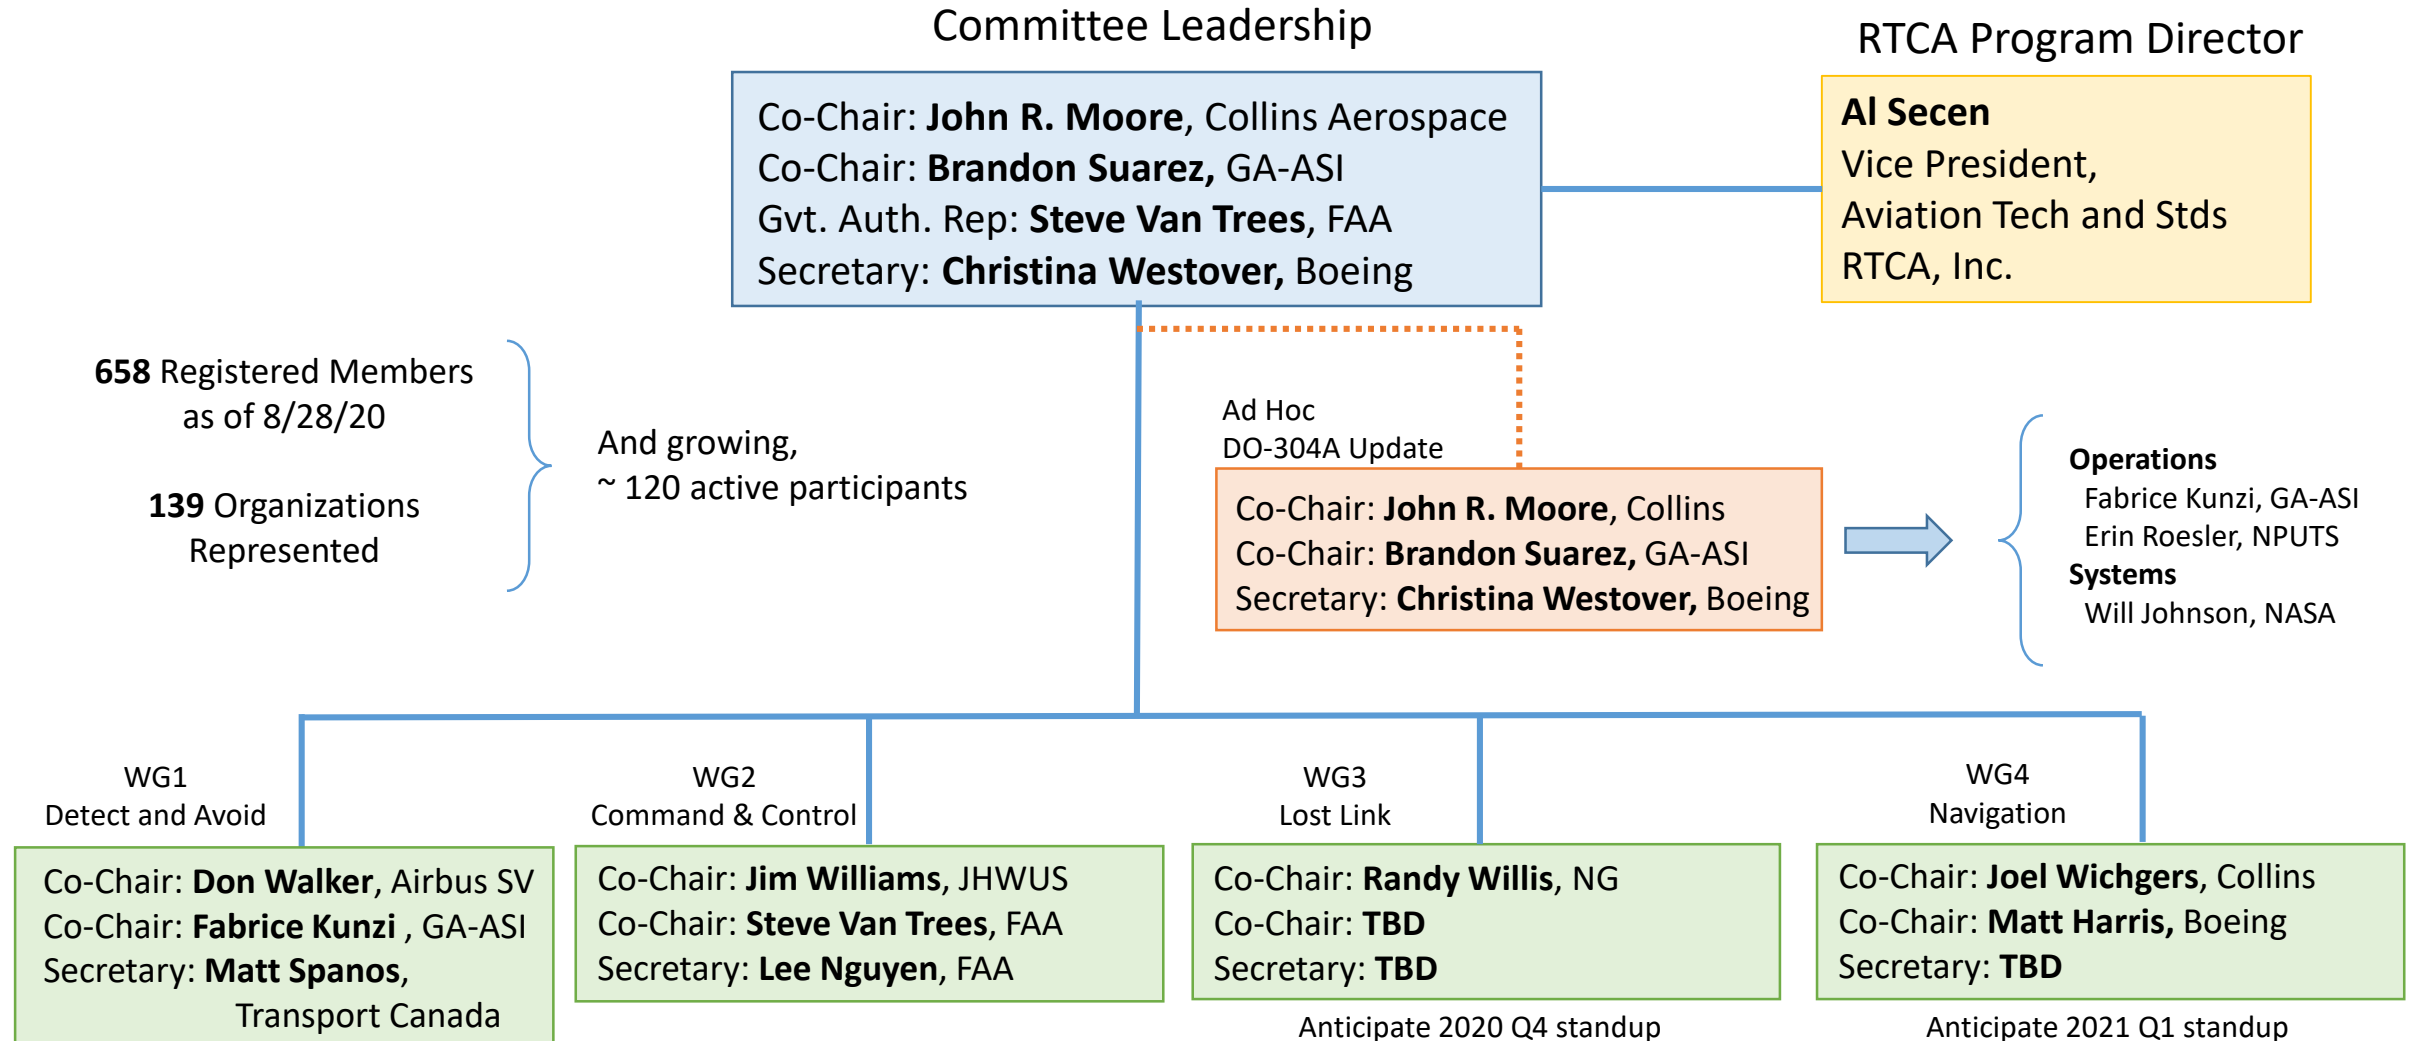 Committee Leadership
RTCA Program Director
Co-Chair: John R. Moore, Collins Aerospace
Co-Chair: Brandon Suarez, GA-ASI
Gvt. Auth. Rep: Steve Van Trees, FAA
Secretary: Christina Westover, Boeing
Al Secen
Vice President,
Aviation Tech and Stds
RTCA, Inc.
658 Registered Members
as of 8/28/20
139 Organizations
Represented
And growing,
~ 120 active participants
Ad Hoc
DO-304A Update
Co-Chair: John R. Moore, Collins
Co-Chair: Brandon Suarez, GA-ASI
Secretary: Christina Westover, Boeing
Operations
Fabrice Kunzi, GA-ASI
Erin Roesler, NPUTS
Systems
Will Johnson, NASA
WG1
Detect and Avoid
Co-Chair: Don Walker, Airbus SV
Co-Chair: Fabrice Kunzi , GA-ASI
Secretary: Matt Spanos,
Transport Canada
WG2
Command & Control
Co-Chair: Jim Williams, JHWUS
Co-Chair: Steve Van Trees, FAA
Secretary: Lee Nguyen, FAA
WG3
Lost Link
Co-Chair: Randy Willis, NG
Co-Chair: TBD
Secretary: TBD
Anticipate 2020 Q4 standup
WG4
Navigation
Co-Chair: Joel Wichgers, Collins
Co-Chair: Matt Harris, Boeing
Secretary: TBD
Anticipate 2021 Q1 standup